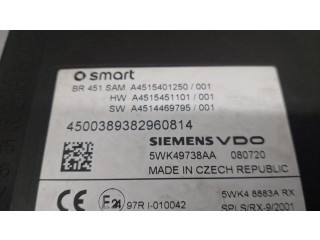 smart
BR 451 SAM A4515401250 / 001
HW A4515451101 / 001
SW A4514469795 / 001
4500389382960814
SIEMENS VDO
5WK49738AA 080720
MADE IN CZECH REPUBLIC
5WK4 8883A RX
97R I-010042
SPLS/RX-9/2001